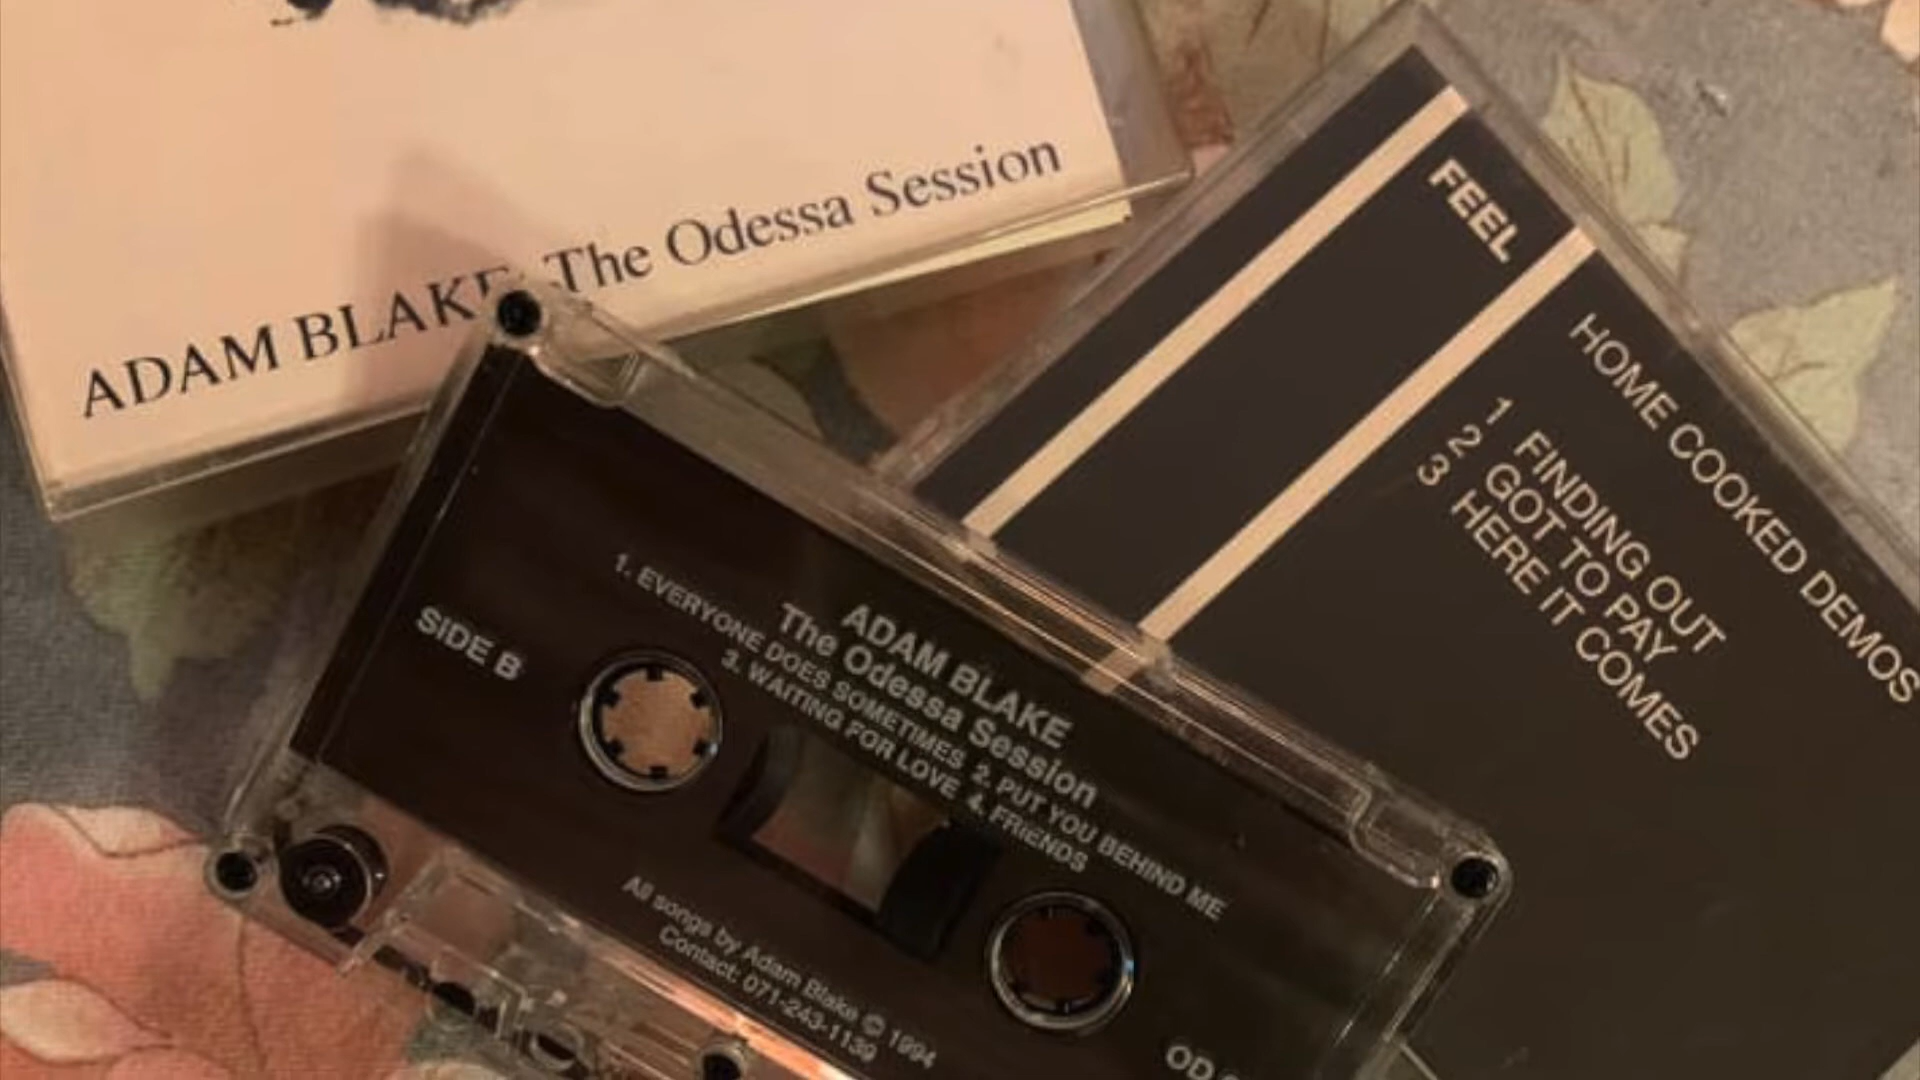 ADAM BLAKE The Odessa Session
FEEL
HOME COOKED DEMOS
1 FINDING OUT
2 GOT TO PAY
3 HERE IT COMES
ADAM BLAKE
The Odessa Session
1. EVERYONE DOES SOMETIMES 2. PUT YOU BEHIND ME
3. WAITING FOR LOVE 4. FRiENDS
SIDE B
All songs by Adam Blake © 1994
Contact: 071-243-1139
OD